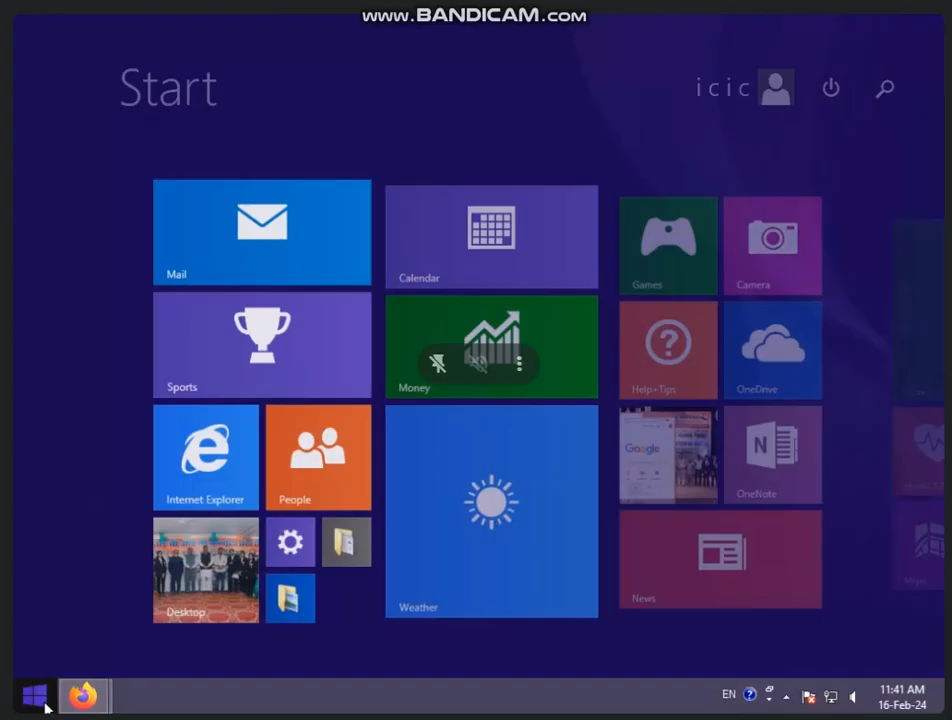 www.BANDICAM.com
Start
icic
Mail
Calendar
Games
Camera
Sports
Money
Help+Tips
OneDrive
Google
Internet Explorer
People
OneNote
Desktop
Weather
News
EN
11:41 AM
16-Feb-24